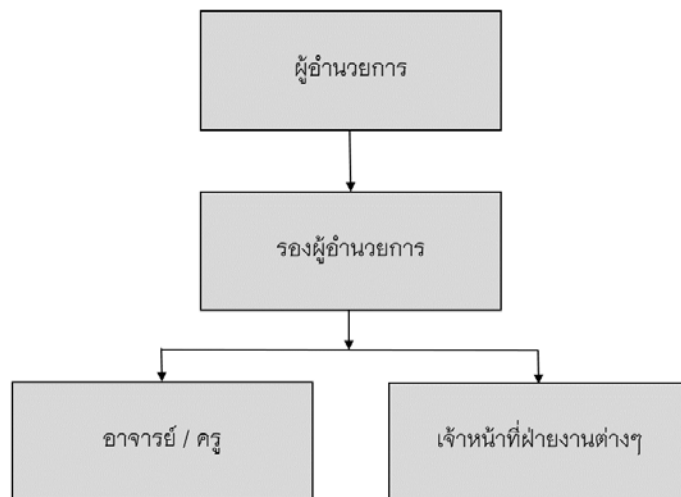 ผู้อำนวยการ
รองผู้อำนวยการ
อาจารย์ / ครู
เจ้าหน้าที่ฝ่ายงานต่างๆ